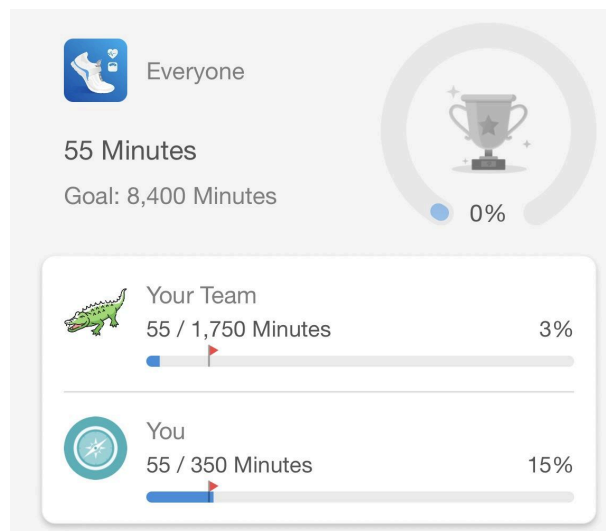 Everyone
55 Minutes
Goal: 8,400 Minutes
0%
Your Team
55 / 1,750 Minutes
3%
You
55 / 350 Minutes
15%